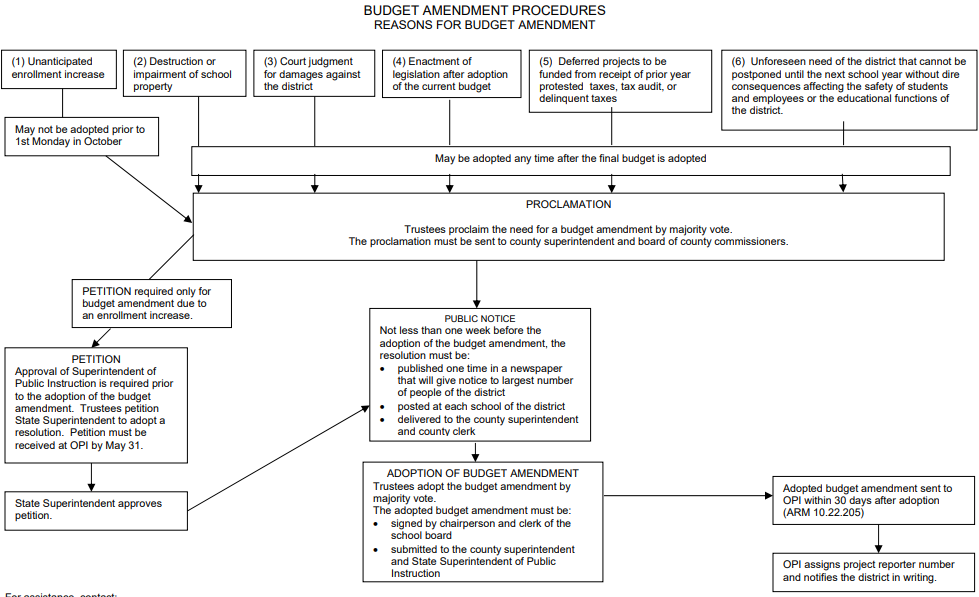 BUDGET AMENDMENT PROCEDURES
REASONS FOR BUDGET AMENDMENT
(1) Unanticipated
enrollment increase
(2) Destruction or
impairment of school
property
(3) Court judgment
for damages against
the district
(4) Enactment of
legislation after adoption
of the current budget
(5) Deferred projects to be
funded from receipt of prior year
protested taxes, tax audit, or
delinquent taxes
(6) Unforeseen need of the district that cannot be
postponed until the next school year without dire
consequences affecting the safety of students
and employees or the educational functions of
the district.
May not be adopted prior to
1st Monday in October
May be adopted any time after the final budget is adopted
PROCLAMATION
Trustees proclaim the need for a budget amendment by majority vote.
The proclamation must be sent to county superintendent and board of county commissioners.
PETITION required only for
budget amendment due to
an enrollment increase.
PETITION
Approval of Superintendent of
Public Instruction is required prior
to the adoption of the budget
amendment. Trustees petition
State Superintendent to adopt a
resolution. Petition must be
received at OPI by May 31.
State Superintendent approves
petition.
PUBLIC NOTICE
Not less than one week before the
adoption of the budget amendment, the
resolution must be:
• published one time in a newspaper
that will give notice to largest number
of people of the district
• posted at each school of the district
• delivered to the county superintendent
and county clerk
ADOPTION OF BUDGET AMENDMENT
Trustees adopt the budget amendment by
majority vote.
The adopted budget amendment must be:
• signed by chairperson and clerk of the
school board
• submitted to the county superintendent
and State Superintendent of Public
Instruction
Adopted budget amendment sent to
OPI within 30 days after adoption
(ARM 10.22.205)
OPI assigns project reporter number
and notifies the district in writing.
For assistance, contact: